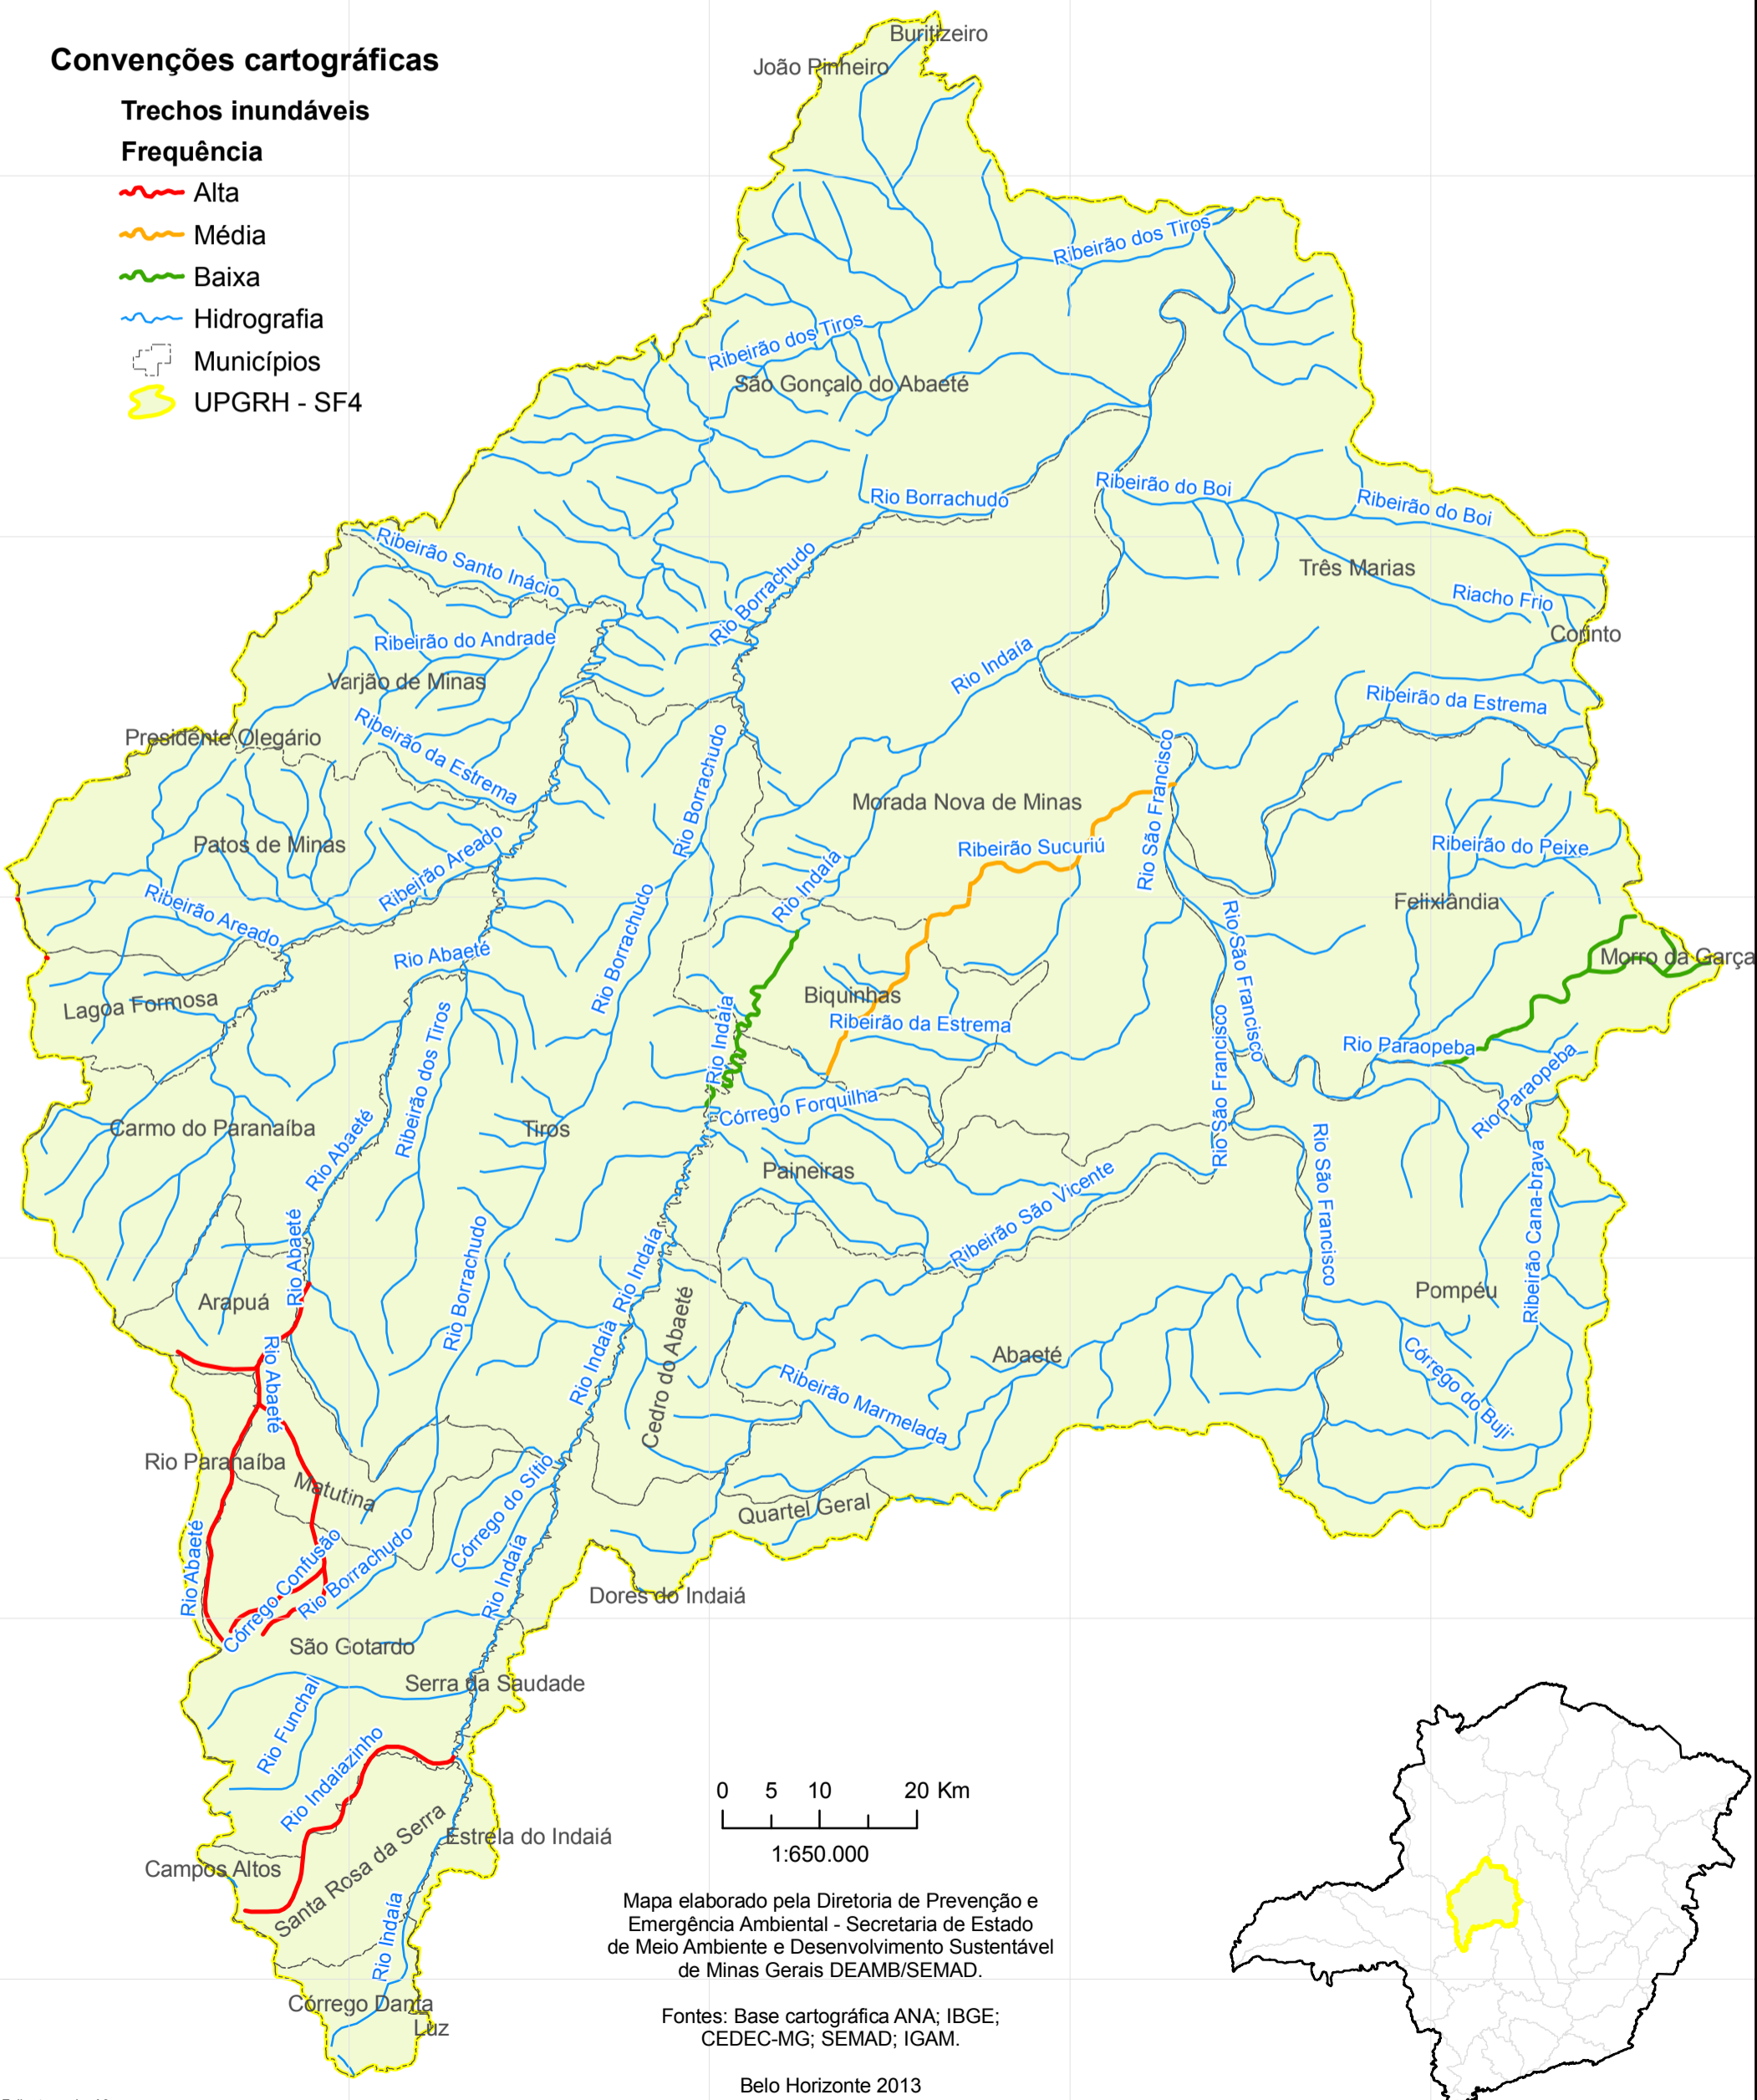 Convenções cartográficas
Trechos inundáveis
Frequência
Alta
Média
Baixa
Hidrografia
Municípios
UPGRH - SF4
Buritizeiro
João Pinheiro
Ribeirão dos Tiros
Ribeirão dos Tiros
São Gonçalo do Abaeté
Rio Borrachudo
Ribeirão do Boi
Ribeirão do Boi
Ribeirão Santo Inácio
Rio Borrachudo
Três Marias
Riacho Frio
Corinto
Ribeirão do Andrade
Varjão de Minas
Rio Indaíá
Ribeirão da Estrema
Presidente Olegário
Ribeirão da Estrema
Rio Borrachudo
Rio São Francisco
Morada Nova de Minas
Patos de Minas
Ribeirão Areado
Ribeirão Sucuriú
Ribeirão do Peixe
Rio Indaíá
Felixlândia
Ribeirão Areado
Rio Borrachudo
Rio São Francisco
Rio Abaeté
Morro da Garça
Lagoa Formosa
Biquinhas
Rio Indaíá
Ribeirão da Estrema
Ribeirão dos Tiros
Rio São Francisco
Rio Paraopeba
Rio Paraopeba
Córrego Forquilha
Carmo do Paranaíba
Tiros
Rio Abaeté
Paineiras
Rio São Francisco
Ribeirão São Vicente
Ribeirão Cana-brava
Rio Abaeté
Rio Borrachudo
Rio Indaíá
Arapuá
Pompéu
Cedro do Abaeté
Rio Indaíá
Abaeté
Rio Abaeté
Ribeirão Marmelada
Córrego do Buji
Rio Paranaíba
Matutina
Córrego do Sítio
Quartel Geral
Rio Abaeté
Córrego Confusão
Rio Borrachudo
Rio Indaíá
Dores do Indaiá
São Gotardo
Serra da Saudade
Rio Funchal
Rio Indaiazinho
Estrela do Indaiá
Campos Altos
Santa Rosa da Serra
Rio Indaíá
Córrego Danta
Luz
0 5 10 20 Km
1:650.000
Mapa elaborado pela Diretoria de Prevenção e
Emergência Ambiental - Secretaria de Estado
de Meio Ambiente e Desenvolvimento Sustentável
de Minas Gerais DEAMB/SEMAD.
Fontes: Base cartográfica ANA; IBGE;
CEDEC-MG; SEMAD; IGAM.
Belo Horizonte 2013